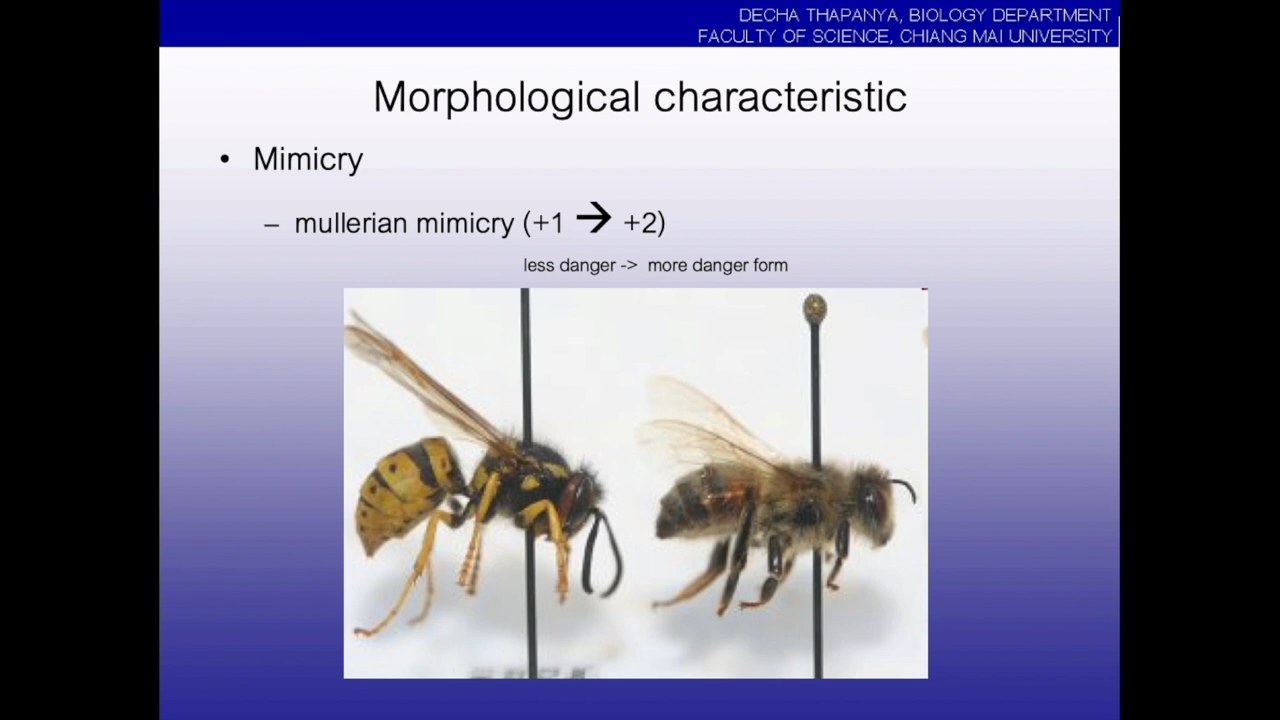 DECHA THAPANYA, BIOLOGY DEPARTMENT
FACULTY OF SCIENCE, CHIANG MAI UNIVERSITY
Morphological characteristic
• Mimicry
– mullerian mimicry (+1 → +2)
less danger -> more danger form